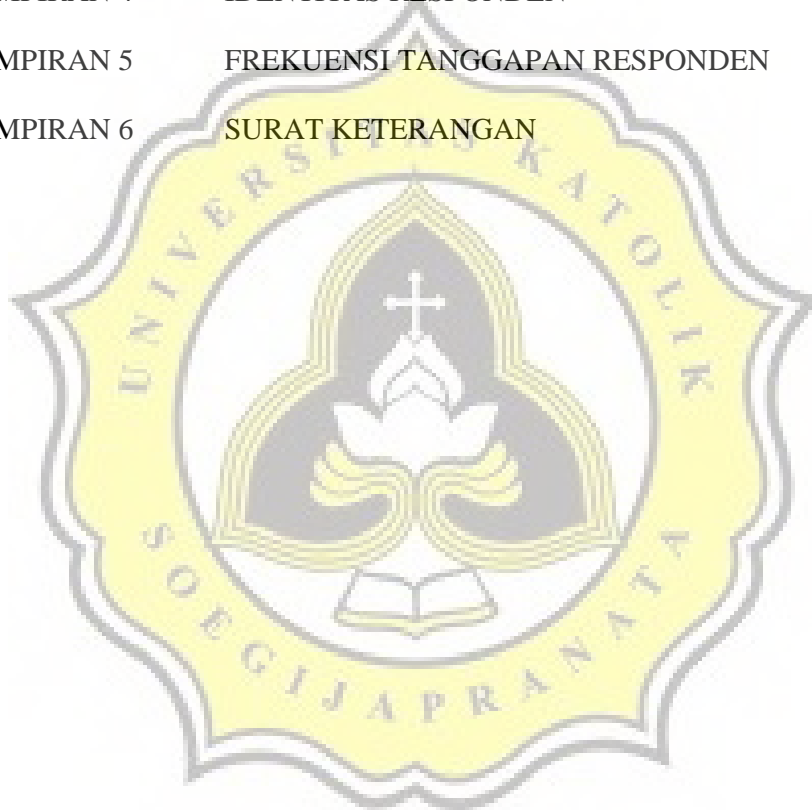 MPIRAN 5 FREKUENSI TANGGAPAN RESPONDEN
MPIRAN 6 SURAT KETERANGAN
UNIVERSITAS KATOLIK
SOEGIJAPRANATA